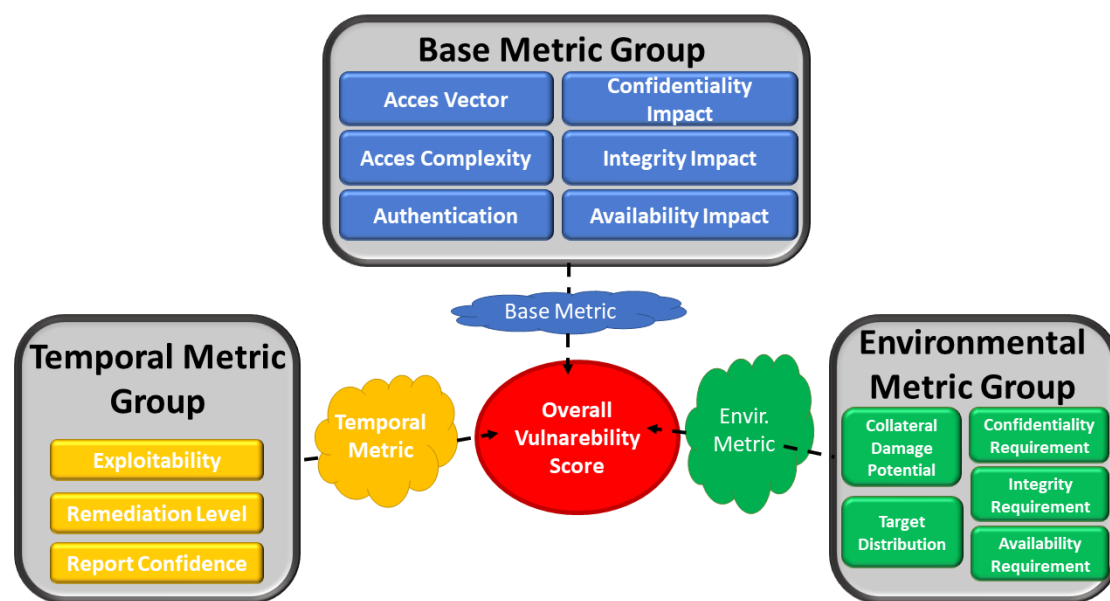 Base Metric Group
Acces Vector
Confidentiality
Impact
Acces Complexity
Integrity Impact
Authentication
Availability Impact
Base Metric
Temporal Metric
Group
Exploitability
Remediation Level
Report Confidence
Temporal
Metric
Overall
Vulnarebility
Score
Envir.
Metric
Environmental
Metric Group
Collateral
Damage
Potential
Confidentiality
Requirement
Integrity
Requirement
Target
Distribution
Availability
Requirement